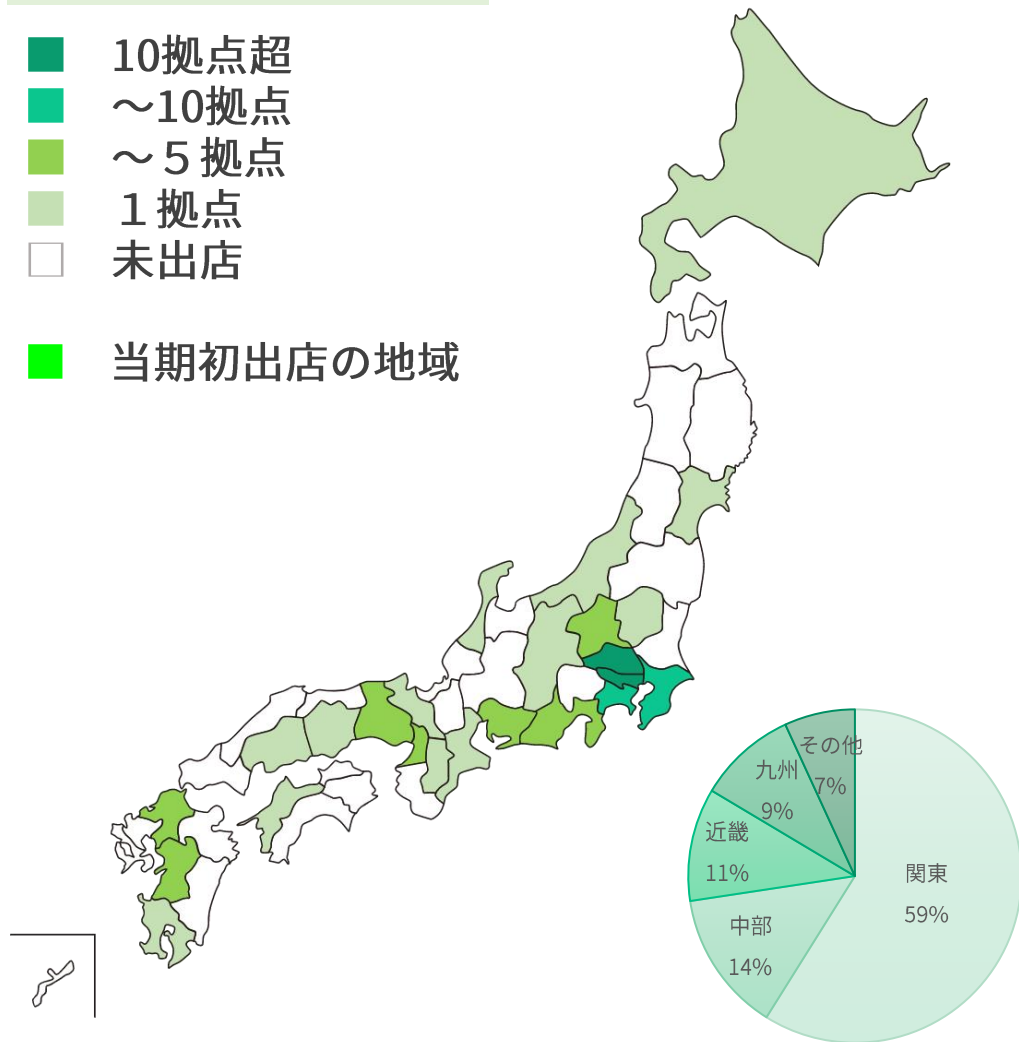 10拠点超
～10拠点
～５拠点
１拠点
未出店
当期初出店の地域
その他
7%
九州
9%
近畿
11%
関東
59%
中部
14%